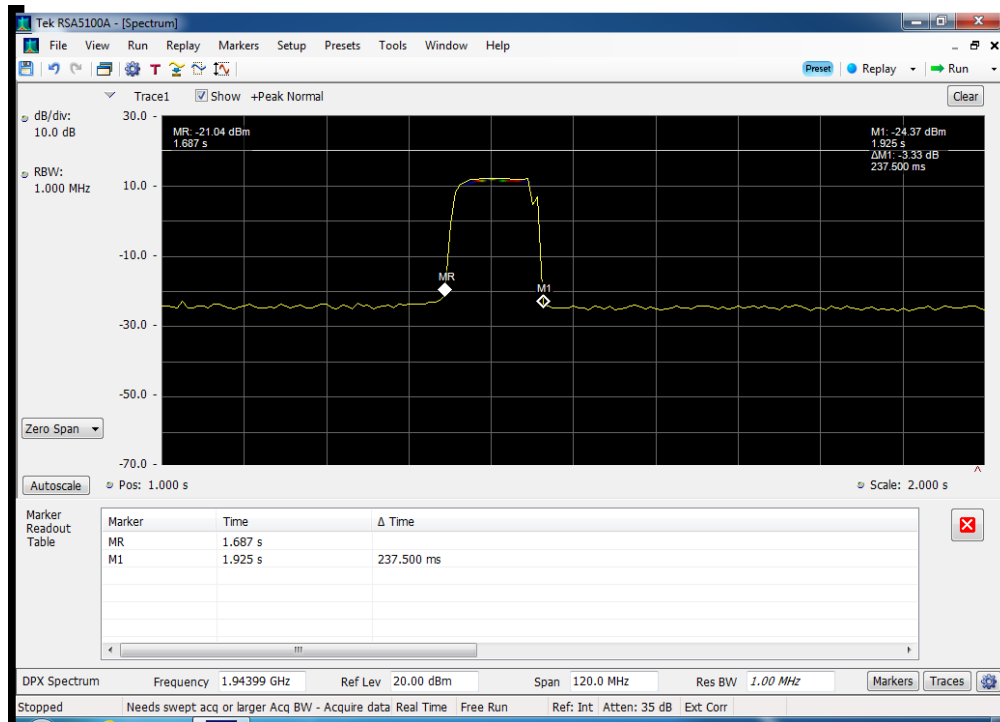 Tek RSA5100A - [Spectrum]
File View Run Replay Markers Setup Presets Tools Window Help
T Preset Replay Run
Trace1 Show +Peak Normal Clear
dB/div:
10.0 dB
RBW:
1.000 MHz
30.0
10.0
-10.0
-30.0
-50.0
-70.0
MR: -21.04 dBm
1.687 s
M1: -24.37 dBm
1.925 s
ΔM1: -3.33 dB
237.500 ms
MR
M1
Zero Span
Autoscale Pos: 1.000 s Scale: 2.000 s
Marker
Readout
Table
Marker Time Δ Time
MR 1.687 s
M1 1.925 s 237.500 ms
DPX Spectrum Frequency 1.94399 GHz Ref Lev 20.00 dBm Span 120.0 MHz Res BW 1.00 MHz Markers Traces
Stopped Needs swept acq or larger Acq BW - Acquire data Real Time Free Run Ref: Int Atten: 35 dB Ext Corr